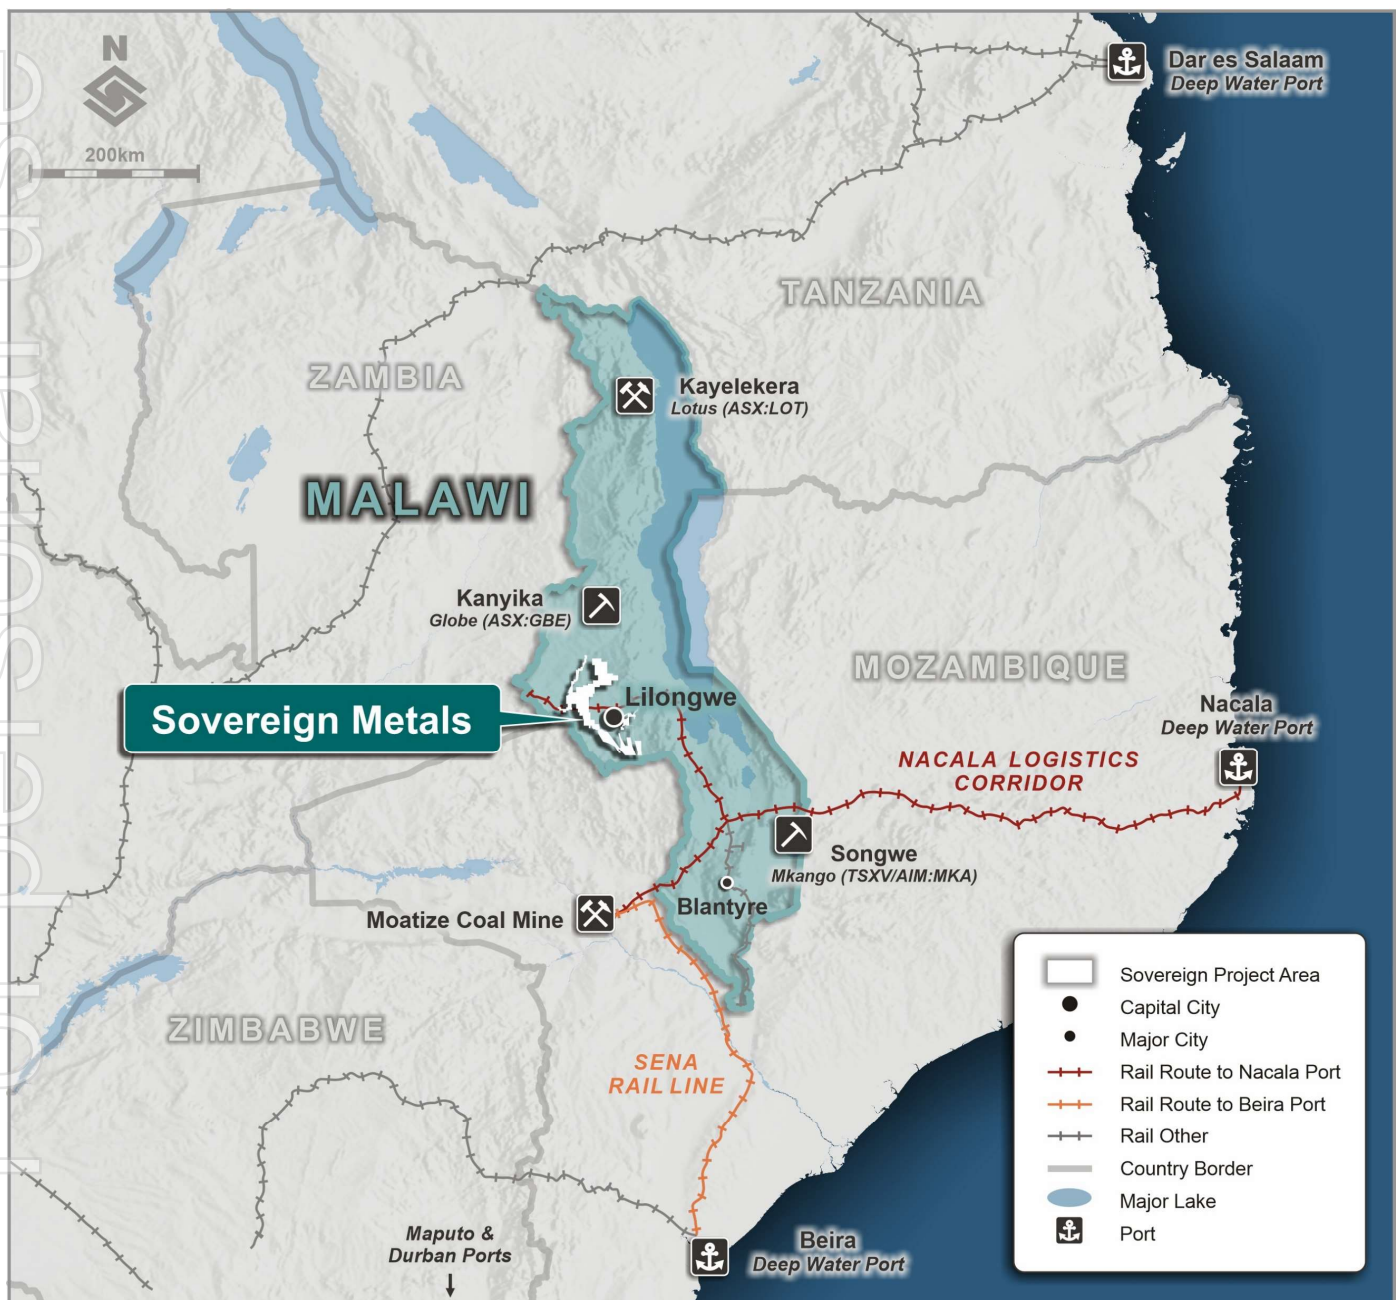 N
200km
Dar es Salaam
Deep Water Port
TANZANIA
ZAMBIA
Kayelekera
Lotus (ASX:LOT)
MALAWI
Kanyika
Globe (ASX:GBE)
MOZAMBIQUE
Lilongwe
Sovereign Metals
Nacala
Deep Water Port
NACALA LOGISTICS
CORRIDOR
Songwe
Mkango (TSXV/AIM:MKA)
Blantyre
Moatize Coal Mine
ZIMBABWE
SENA
RAIL LINE
Maputo &
Durban Ports
Beira
Deep Water Port
Sovereign Project Area
Capital City
Major City
Rail Route to Nacala Port
Rail Route to Beira Port
Rail Other
Country Border
Major Lake
Port